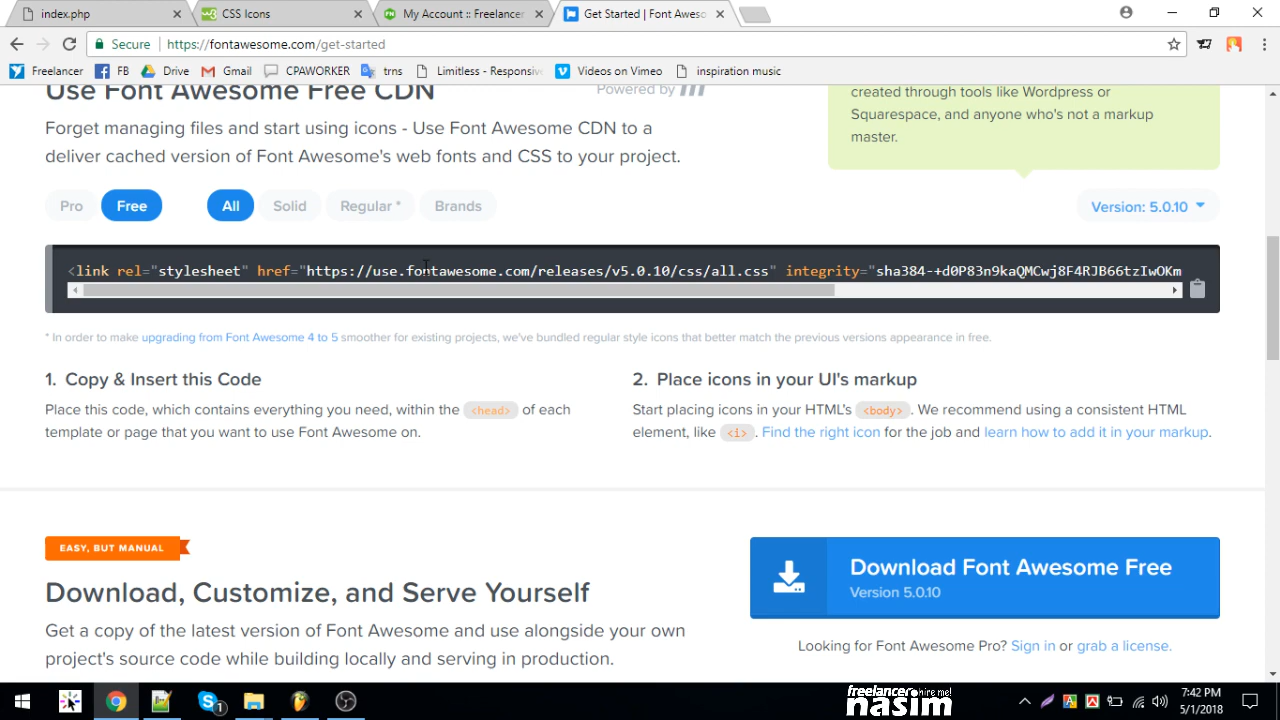 index.php
CSS Icons
My Account :: Freelancer
Get Started | Font Aweso
Secure
https://fontawesome.com/get-started
Freelancer
FB
Drive
Gmail
CPAWORKER
trns
Limitless - Responsiv
Videos on Vimeo
inspiration music
Use Font Awesome Free CDN
Powered by
Forget managing files and start using icons - Use Font Awesome CDN to a
deliver cached version of Font Awesome's web fonts and CSS to your project.
created through tools like Wordpress or
Squarespace, and anyone who's not a markup
master.
Pro
Free
All
Solid
Regular *
Brands
Version: 5.0.10
<link rel="stylesheet" href="https://use.fontawesome.com/releases/v5.0.10/css/all.css" integrity="sha384-+d0P83n9kaQMCwj8F4RJB66tzIwOKm
* In order to make upgrading from Font Awesome 4 to 5 smoother for existing projects, we've bundled regular style icons that better match the previous versions appearance in free.
1. Copy & Insert this Code
Place this code, which contains everything you need, within the <head> of each
template or page that you want to use Font Awesome on.
2. Place icons in your UI's markup
Start placing icons in your HTML's <body>. We recommend using a consistent HTML
element, like <i>. Find the right icon for the job and learn how to add it in your markup.
EASY, BUT MANUAL
Download, Customize, and Serve Yourself
Get a copy of the latest version of Font Awesome and use alongside your own
project's source code while building locally and serving in production.
Download Font Awesome Free
Version 5.0.10
Looking for Font Awesome Pro? Sign in or grab a license.
1
freelancer hire me!
nasim
7:42 PM
5/1/2018